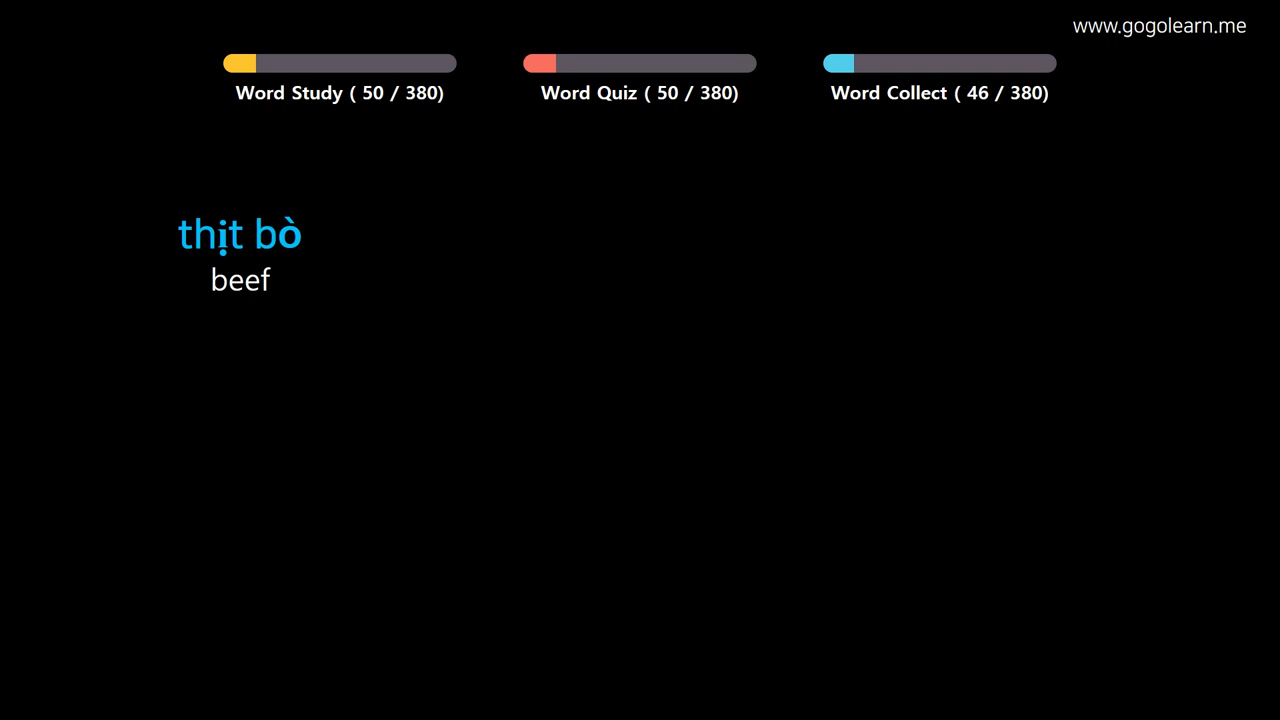 www.gogolearn.me
Word Study ( 50 / 380)
Word Quiz ( 50 / 380)
Word Collect ( 46 / 380)
thịt bò
beef